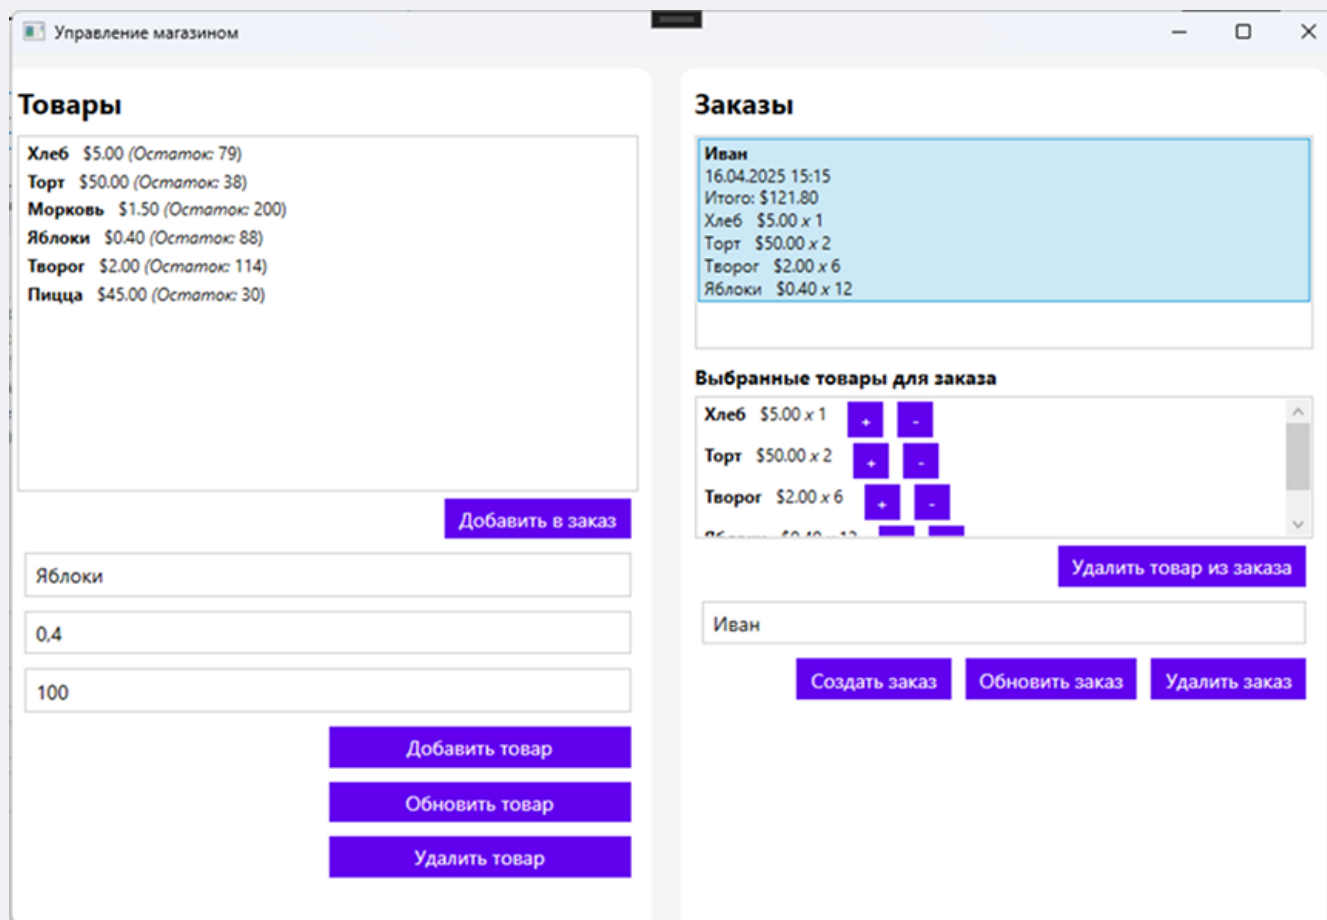 Управление магазином
Товары
Хлеб $5.00 (Остаток: 79)
Торт $50.00 (Остаток: 38)
Морковь $1.50 (Остаток: 200)
Яблоки $0.40 (Остаток: 88)
Творог $2.00 (Остаток: 114)
Пицца $45.00 (Остаток: 30)
Добавить в заказ
Яблоки
0,4
100
Добавить товар
Обновить товар
Удалить товар
Заказы
Иван
16.04.2025 15:15
Итого: $121.80
Хлеб $5.00 x 1
Торт $50.00 x 2
Творог $2.00 x 6
Яблоки $0.40 x 12
Выбранные товары для заказа
Хлеб $5.00 x 1 + -
Торт $50.00 x 2 + -
Творог $2.00 x 6 + -
Яблоки $0.40 x 12
Удалить товар из заказа
Иван
Создать заказ Обновить заказ Удалить заказ